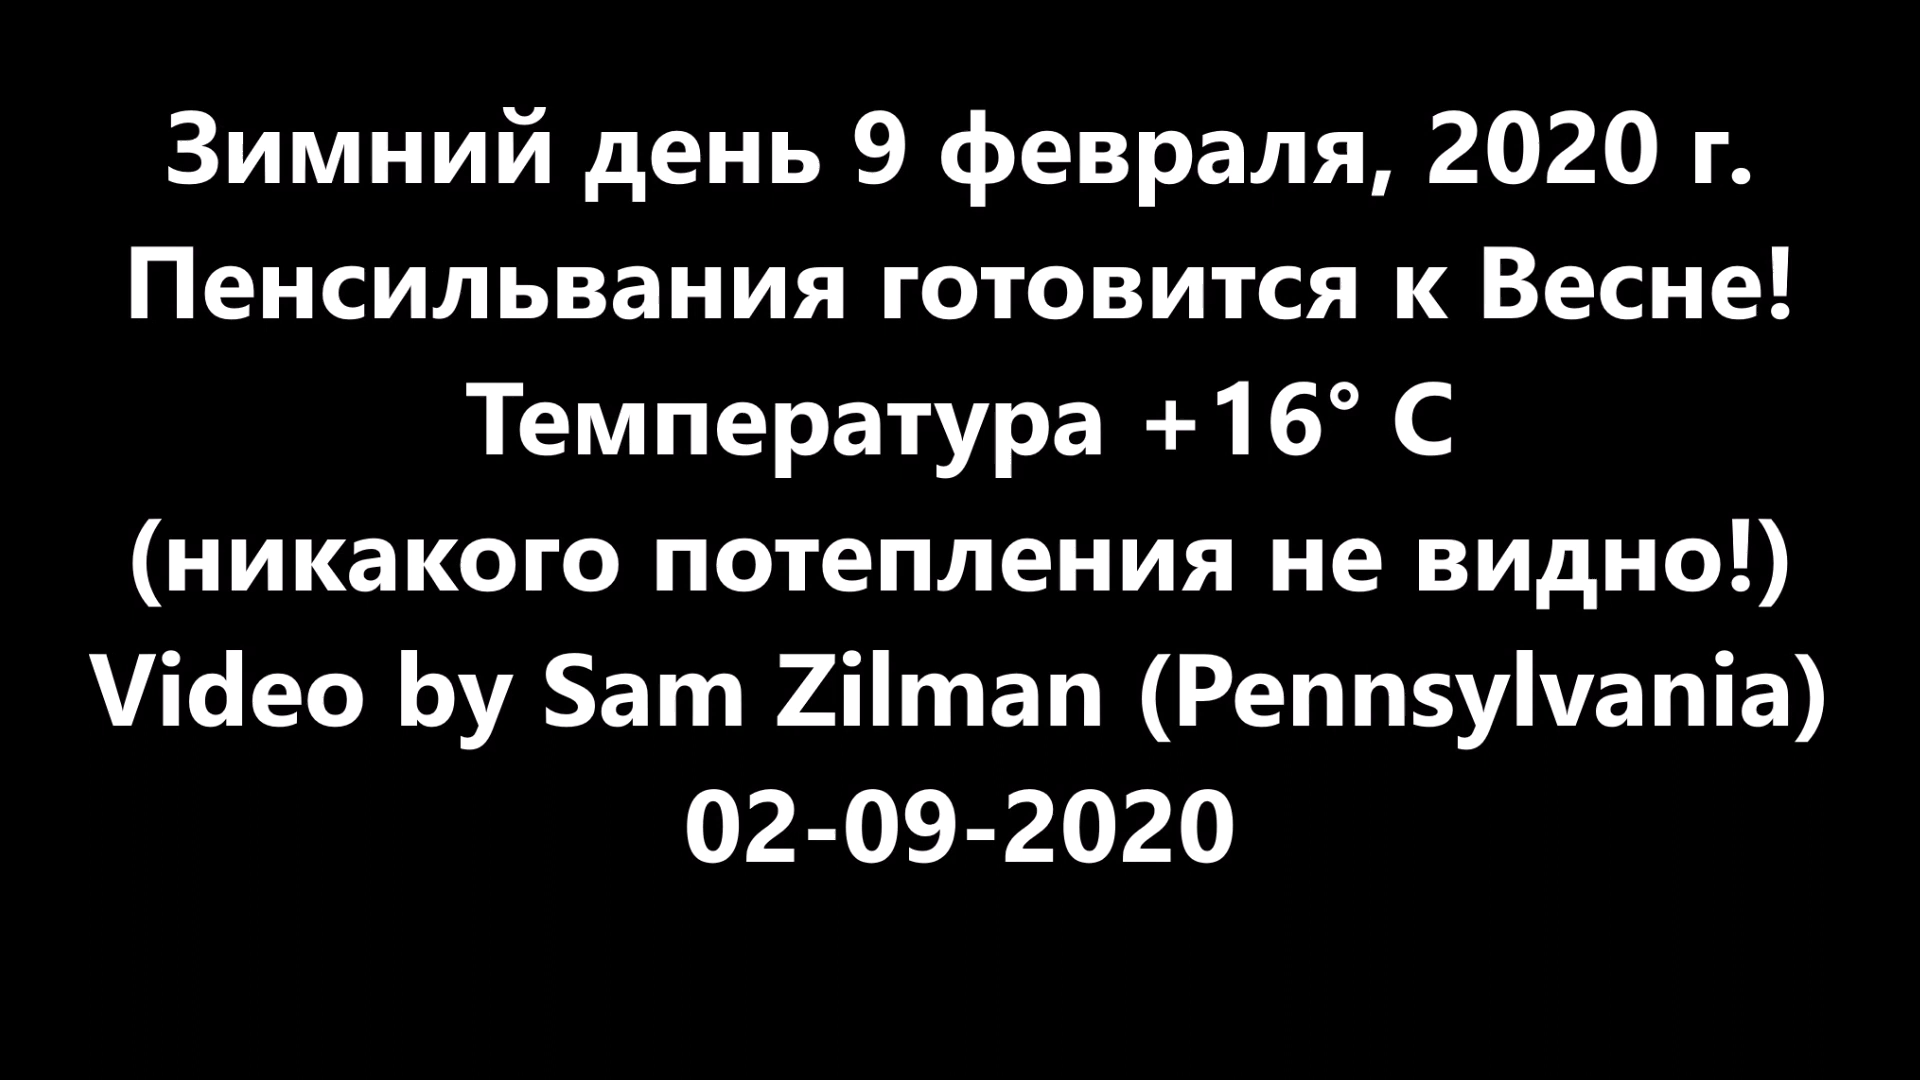 Зимний день 9 февраля, 2020 г.
Пенсильвания готовится к Весне!
Температура +16° С
(никакого потепления не видно!)
Video by Sam Zilman (Pennsylvania)
02-09-2020